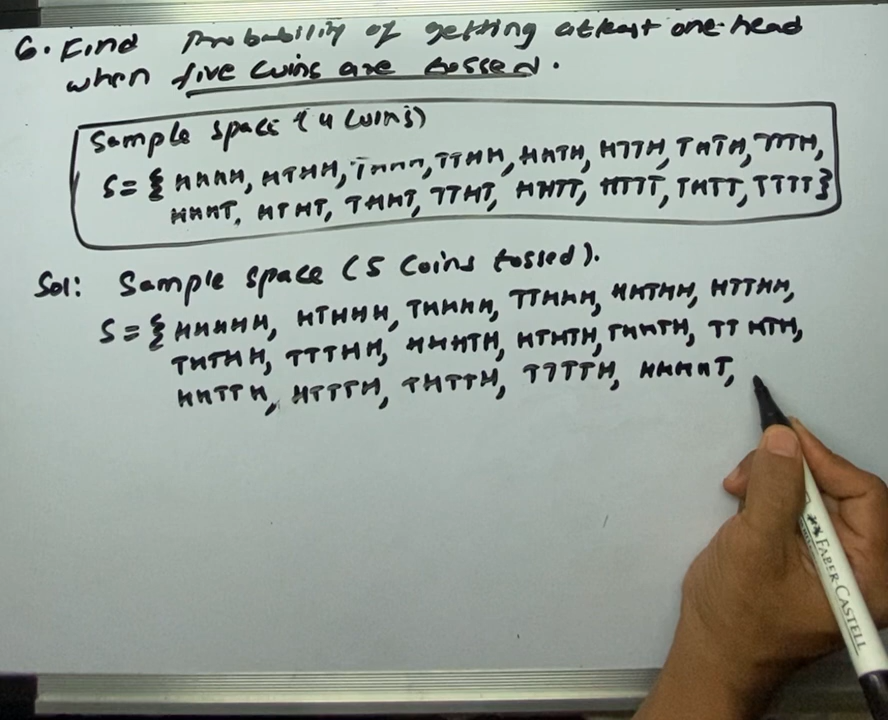 6. Find Probability of getting atleast one head
when five coins are tossed.
Sample space (4 coins)
S = { HHHH, HTHH, THHH, TTHH, HHTH, HTTH, THTH, TTTH,
HHHT, HTHT, THHT, TTHT, HHTT, HTTT, THTT, TTTT }
Sol: Sample space (5 coins tossed).
S = { HHHHH, HTHHH, THHHH, TTHHH, HHTHH, HTTHH,
THTHH, TTTHH, HHHTH, HTHTH, THHTH, TTHTH,
HHTTH, HTTTH, THTTH, TTTTH, HHHHT,
FABER-CASTELL